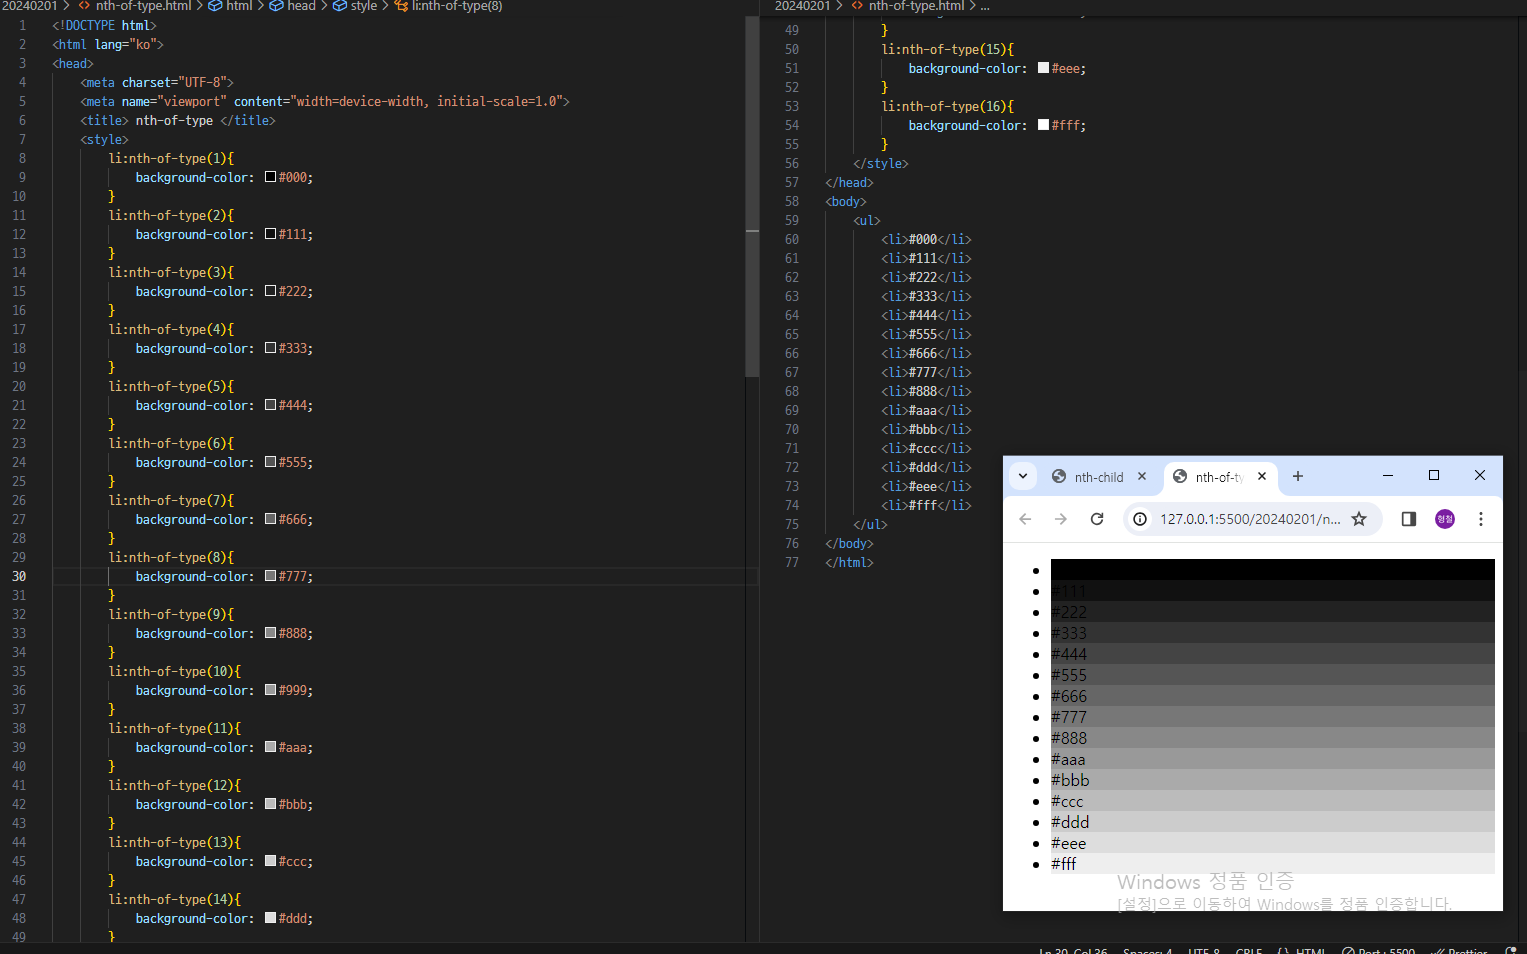 20240201 > <> nth-of-type.html > html > head > style > li:nth-of-type(8)
1 <!DOCTYPE html>
2 <html lang="ko">
3 <head>
4 <meta charset="UTF-8">
5 <meta name="viewport" content="width=device-width, initial-scale=1.0">
6 <title> nth-of-type </title>
7 <style>
8 li:nth-of-type(1){
9 background-color: #000;
10 }
11 li:nth-of-type(2){
12 background-color: #111;
13 }
14 li:nth-of-type(3){
15 background-color: #222;
16 }
17 li:nth-of-type(4){
18 background-color: #333;
19 }
20 li:nth-of-type(5){
21 background-color: #444;
22 }
23 li:nth-of-type(6){
24 background-color: #555;
25 }
26 li:nth-of-type(7){
27 background-color: #666;
28 }
29 li:nth-of-type(8){
30 background-color: #777;
31 }
32 li:nth-of-type(9){
33 background-color: #888;
34 }
35 li:nth-of-type(10){
36 background-color: #999;
37 }
38 li:nth-of-type(11){
39 background-color: #aaa;
40 }
41 li:nth-of-type(12){
42 background-color: #bbb;
43 }
44 li:nth-of-type(13){
45 background-color: #ccc;
46 }
47 li:nth-of-type(14){
48 background-color: #ddd;
49 }
20240201 > <> nth-of-type.html > ...
49 }
50 li:nth-of-type(15){
51 background-color: #eee;
52 }
53 li:nth-of-type(16){
54 background-color: #fff;
55 }
56 </style>
57 </head>
58 <body>
59 <ul>
60 <li>#000</li>
61 <li>#111</li>
62 <li>#222</li>
63 <li>#333</li>
64 <li>#444</li>
65 <li>#555</li>
66 <li>#666</li>
67 <li>#777</li>
68 <li>#888</li>
69 <li>#aaa</li>
70 <li>#bbb</li>
71 <li>#ccc</li>
72 <li>#ddd</li>
73 <li>#eee</li>
74 <li>#fff</li>
75 </ul>
76 </body>
77 </html>
nth-child
nth-of-ty
127.0.0.1:5500/20240201/n...
형철
#111
#222
#333
#444
#555
#666
#777
#888
#aaa
#bbb
#ccc
#ddd
#eee
#fff
Windows 정품 인증
[설정]으로 이동하여 Windows를 정품 인증합니다.
Ln 30, Col 36 Spaces: 4 UTF-8 CRLF {} HTML Port : 5500 Prettier